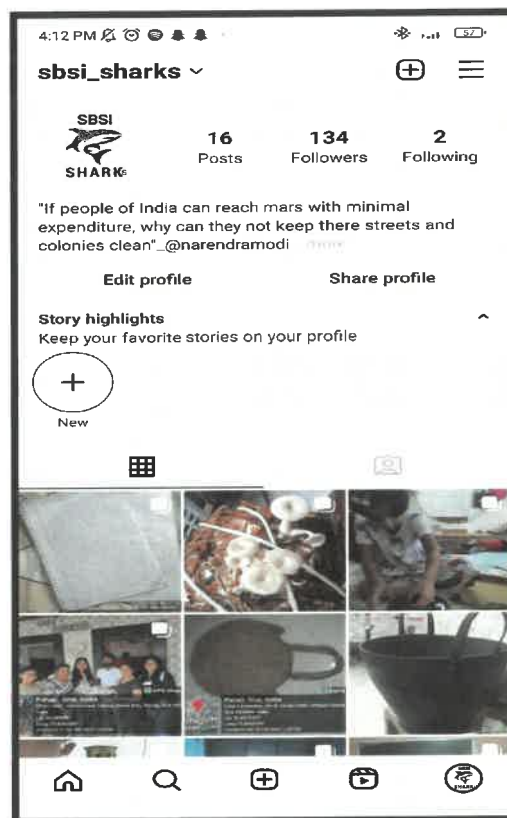 4:12 PM
57
sbsi_sharks
SBSI
SHARKS
16
134
2
Posts
Followers
Following
"If people of India can reach mars with minimal
expenditure, why can they not keep there streets and
colonies clean"_@narendramodi
more
Edit profile
Share profile
Story highlights
Keep your favorite stories on your profile
New